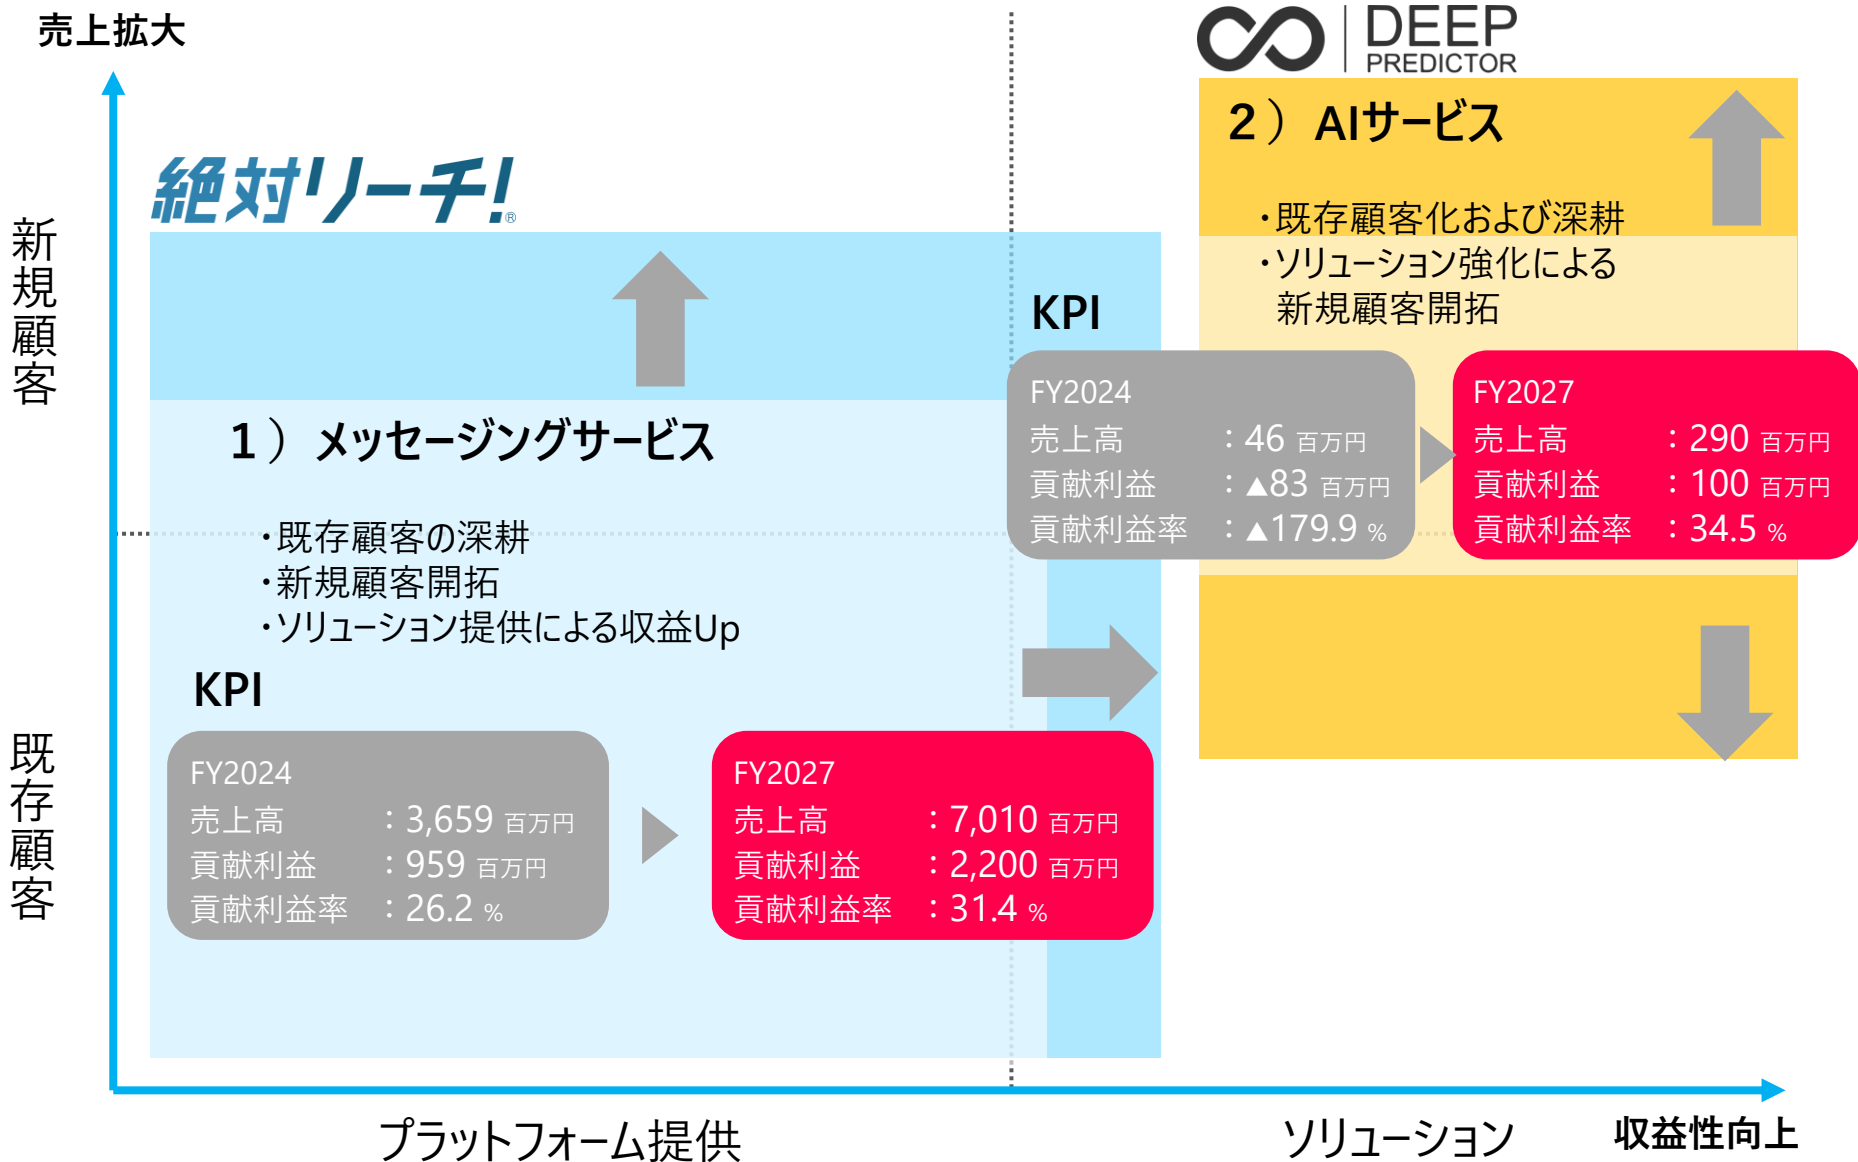 売上拡大
DEEP
PREDICTOR
2）AIサービス
・既存顧客化および深耕
・ソリューション強化による
新規顧客開拓
絶対リーチ!®
新規顧客
KPI
FY2024
売上高 ：46 百万円
貢献利益 ：▲83 百万円
貢献利益率 ：▲179.9 %
FY2027
売上高 ：290 百万円
貢献利益 ：100 百万円
貢献利益率 ：34.5 %
1）メッセージングサービス
・既存顧客の深耕
・新規顧客開拓
・ソリューション提供による収益Up
KPI
既存顧客
FY2024
売上高 ：3,659 百万円
貢献利益 ：959 百万円
貢献利益率 ：26.2 %
FY2027
売上高 ：7,010 百万円
貢献利益 ：2,200 百万円
貢献利益率 ：31.4 %
プラットフォーム提供
ソリューション
収益性向上